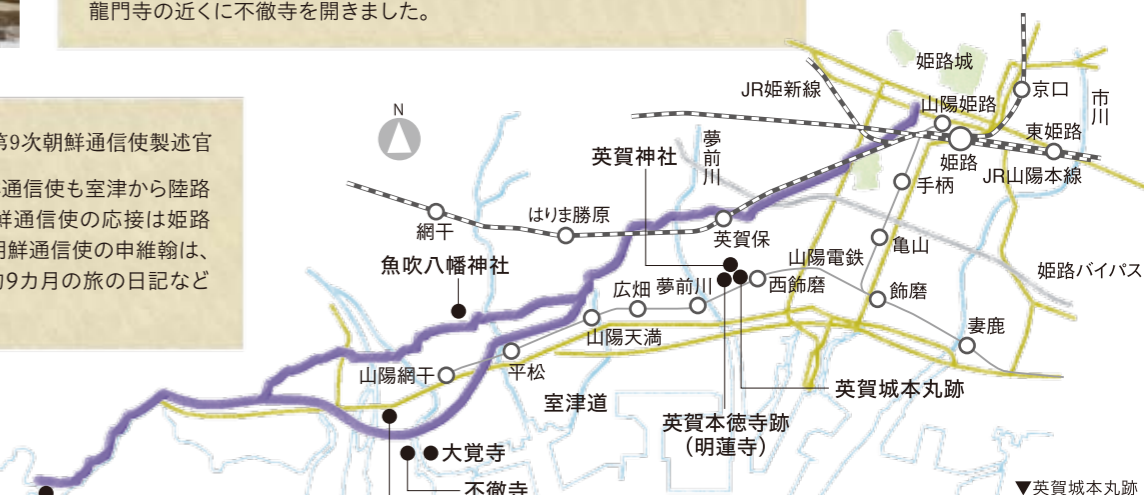 龍門寺の近くに不徹寺を開きました。
第9次朝鮮通信使製述官
通信使も室津から陸路
鮮通信使の応接は姫路
朝鮮通信使の申維翰は、
9カ月の旅の日記など
N
姫路城
JR姫新線
山陽姫路
京口
市川
東姫路
姫路
JR山陽本線
手柄
英賀神社
夢前川
はりま勝原
網干
英賀保
亀山
山陽電鉄
姫路バイパス
魚吹八幡神社
広畑
夢前川
西飾磨
飾磨
妻鹿
山陽天満
平松
山陽網干
英賀城本丸跡
室津道
英賀本徳寺跡
(明蓮寺)
大覚寺
不徹寺
▼英賀城本丸跡